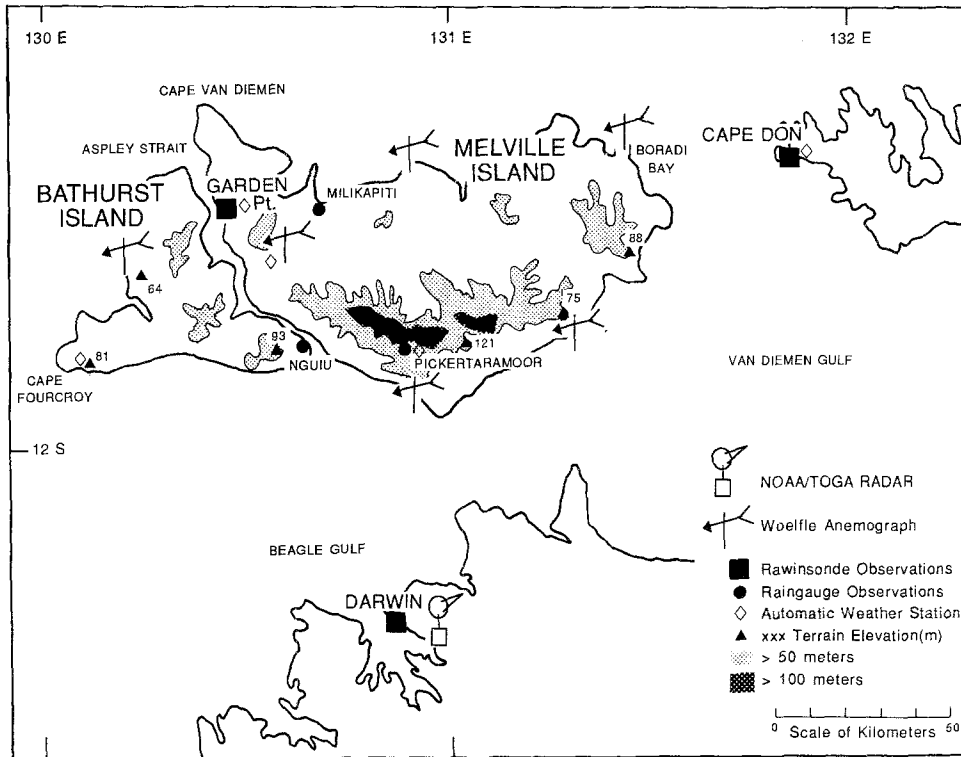 130 E
131 E
132 E
CAPE VAN DIEMEN
ASPLEY STRAIT
BATHURST
ISLAND
GARDEN
Pt.
MILIKAPITI
MELVILLE
ISLAND
BORADI
BAY
CAPE DÔN
88
64
75
81
93
121
NGUIU
PICKERTARAMOOR
CAPE
FOURCROY
VAN DIEMEN GULF
12 S
BEAGLE GULF
DARWIN
NOAA/TOGA RADAR
Woelfle Anemograph
Rawinsonde Observations
Raingauge Observations
Automatic Weather Station
xxx Terrain Elevation(m)
> 50 meters
> 100 meters
0 Scale of Kilometers 50